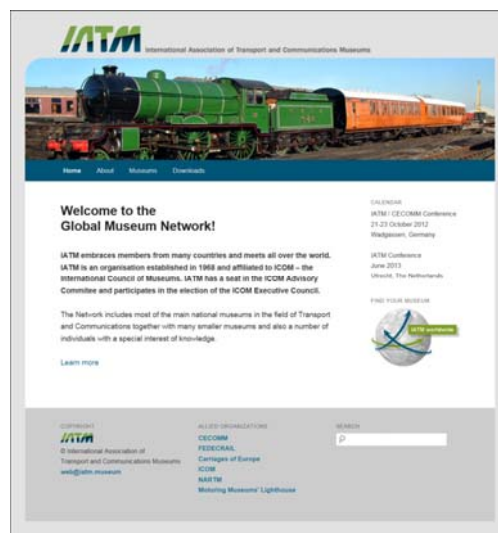 IATM International Association of Transport and Communications Museums
Home About Museums Downloads
Welcome to the
Global Museum Network!
IATM embraces members from many countries and meets all over the world.
IATM is an organisation established in 1968 and affiliated to ICOM – the
International Council of Museums. IATM has a seat in the ICOM Advisory
Commitee and participates in the election of the ICOM Executive Council.
The Network includes most of the main national museums in the field of Transport
and Communications together with many smaller museums and also a number of
individuals with a special interest of knowledge.
Learn more
CALENDAR
IATM / CECOMM Conference
21-23 October 2012
Wadgassen, Germany
IATM Conference
June 2013
Utrecht, The Netherlands
FIND YOUR MUSEUM
IATM worldwide
COPYRIGHT
IATM
© International Association of
Transport and Communications Museums
web@iatm.museum
ALLIED ORGANIZATIONS
CECOMM
FEDECRAIL
Carriages of Europe
ICOM
NARTM
Motoring Museums' Lighthouse
SEARCH